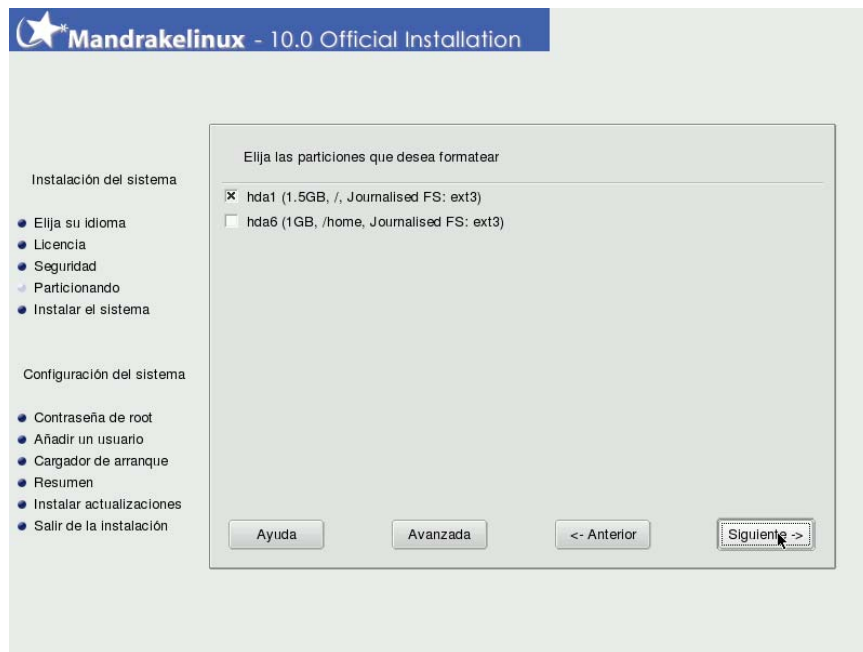 Mandrakelinux - 10.0 Official Installation
Instalación del sistema
Elija su idioma
Licencia
Seguridad
Particionando
Instalar el sistema
Configuración del sistema
Contraseña de root
Añadir un usuario
Cargador de arranque
Resumen
Instalar actualizaciones
Salir de la instalación
Elija las particiones que desea formatear
hda1 (1.5GB, /, Journalised FS: ext3)
hda6 (1GB, /home, Journalised FS: ext3)
Ayuda
Avanzada
<- Anterior
Siguiente ->